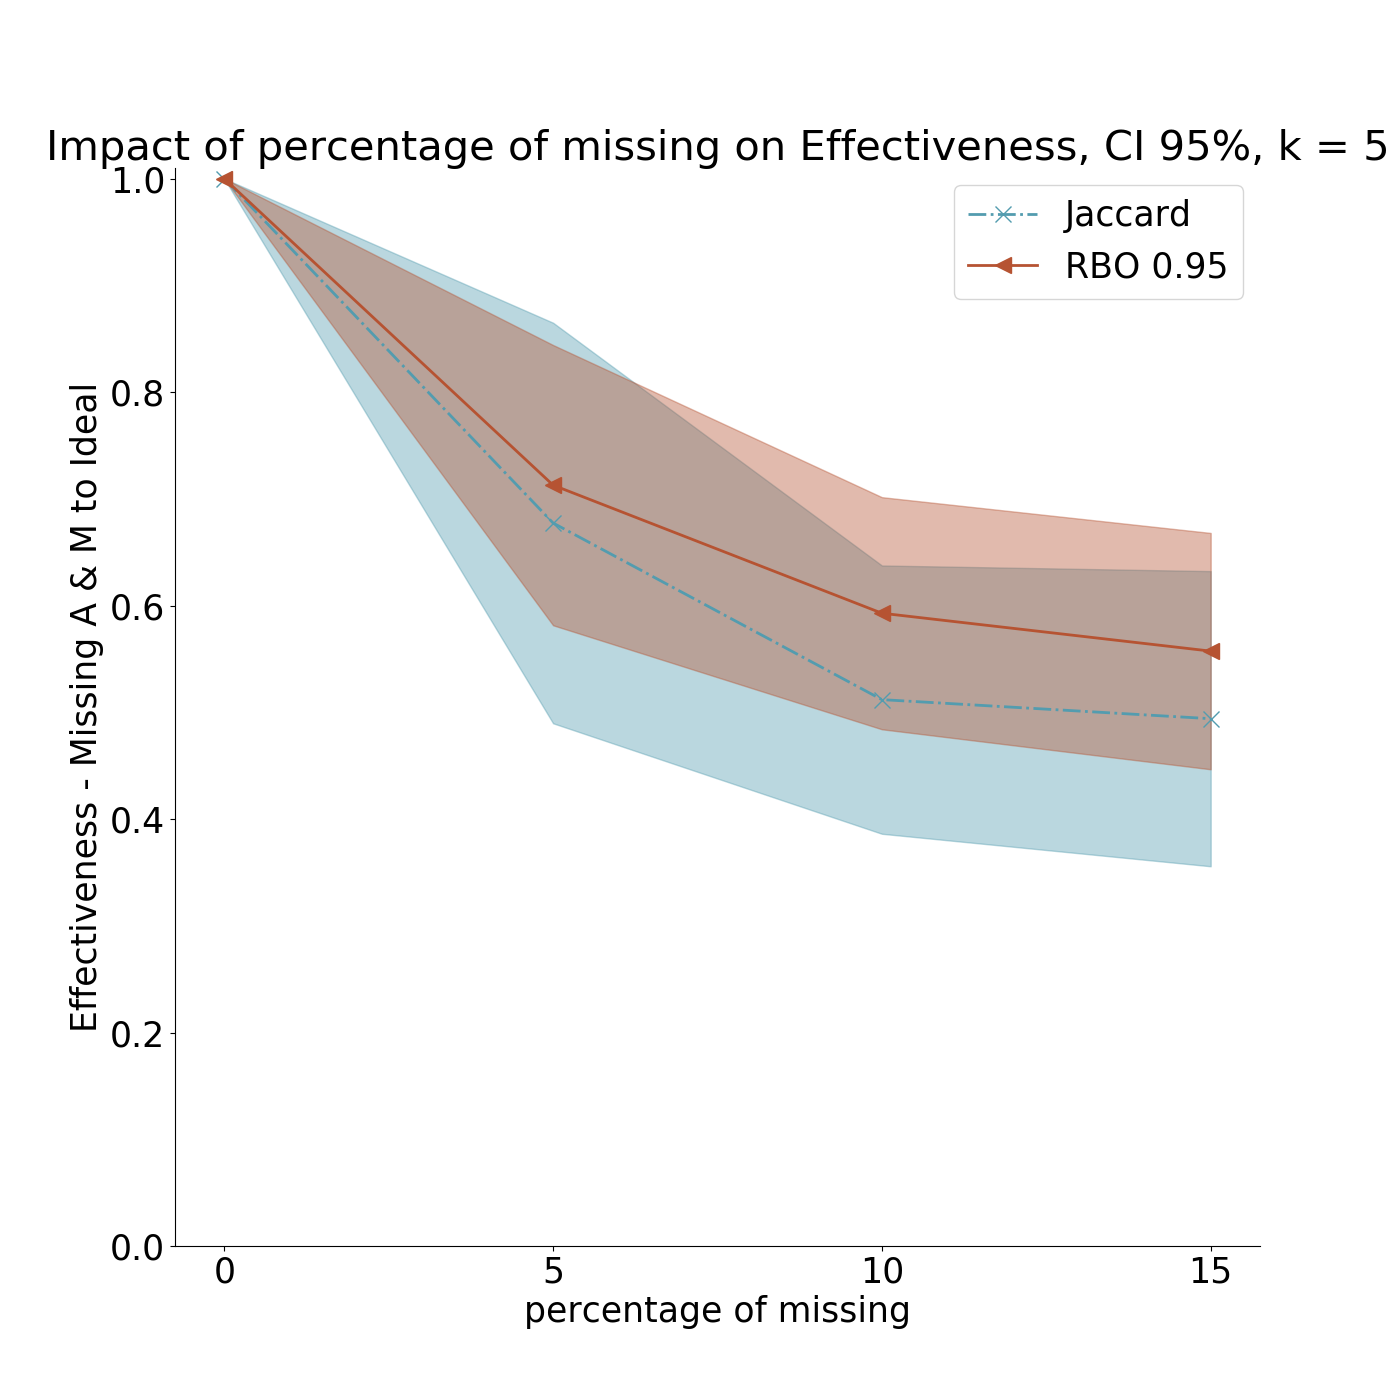 Impact of percentage of missing on Effectiveness, CI 95%, k = 5
Jaccard
RBO 0.95
Effectiveness - Missing A & M to Ideal
1.0
0.8
0.6
0.4
0.2
0.0
0 5 10 15
percentage of missing